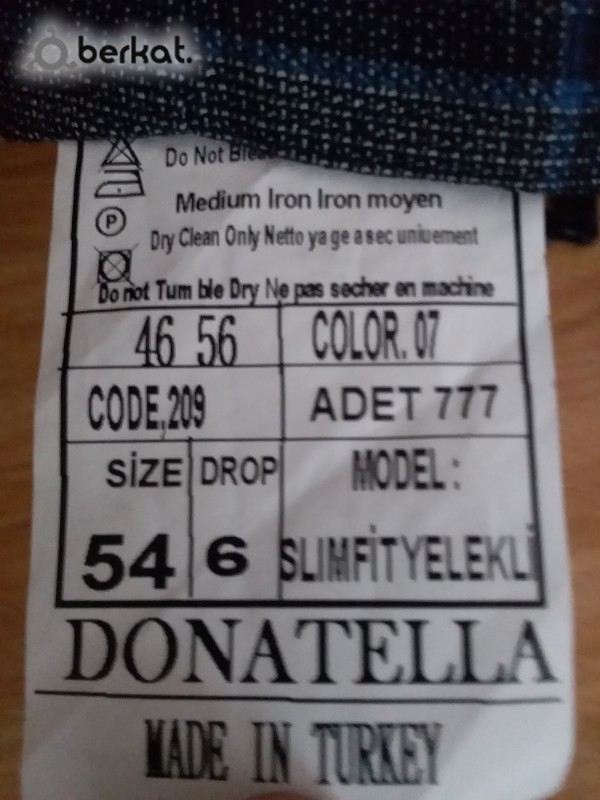 berkat.
Do Not
P
Medium Iron Iron moyen
Dry Clean Only Netto ya ge a sec uniuement
Do not Tum ble Dry Ne pas secher en machine
46 56 COLOR. 07
CODE,209 ADET 777
SİZE DROP MODEL :
54 6 SLIMFİTYELEKLİ
DONATELLA
MADE IN TURKEY